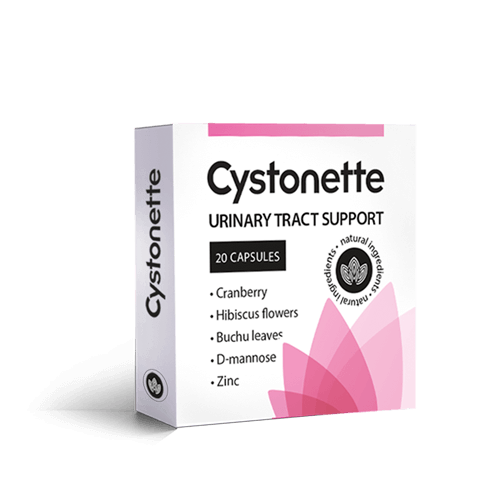 Cystonette
Cystonette
URINARY TRACT SUPPORT
20 CAPSULES
natural ingredients • natural ingredients •
• Cranberry
• Hibiscus flowers
• Buchu leaves
• D-mannose
• Zinc